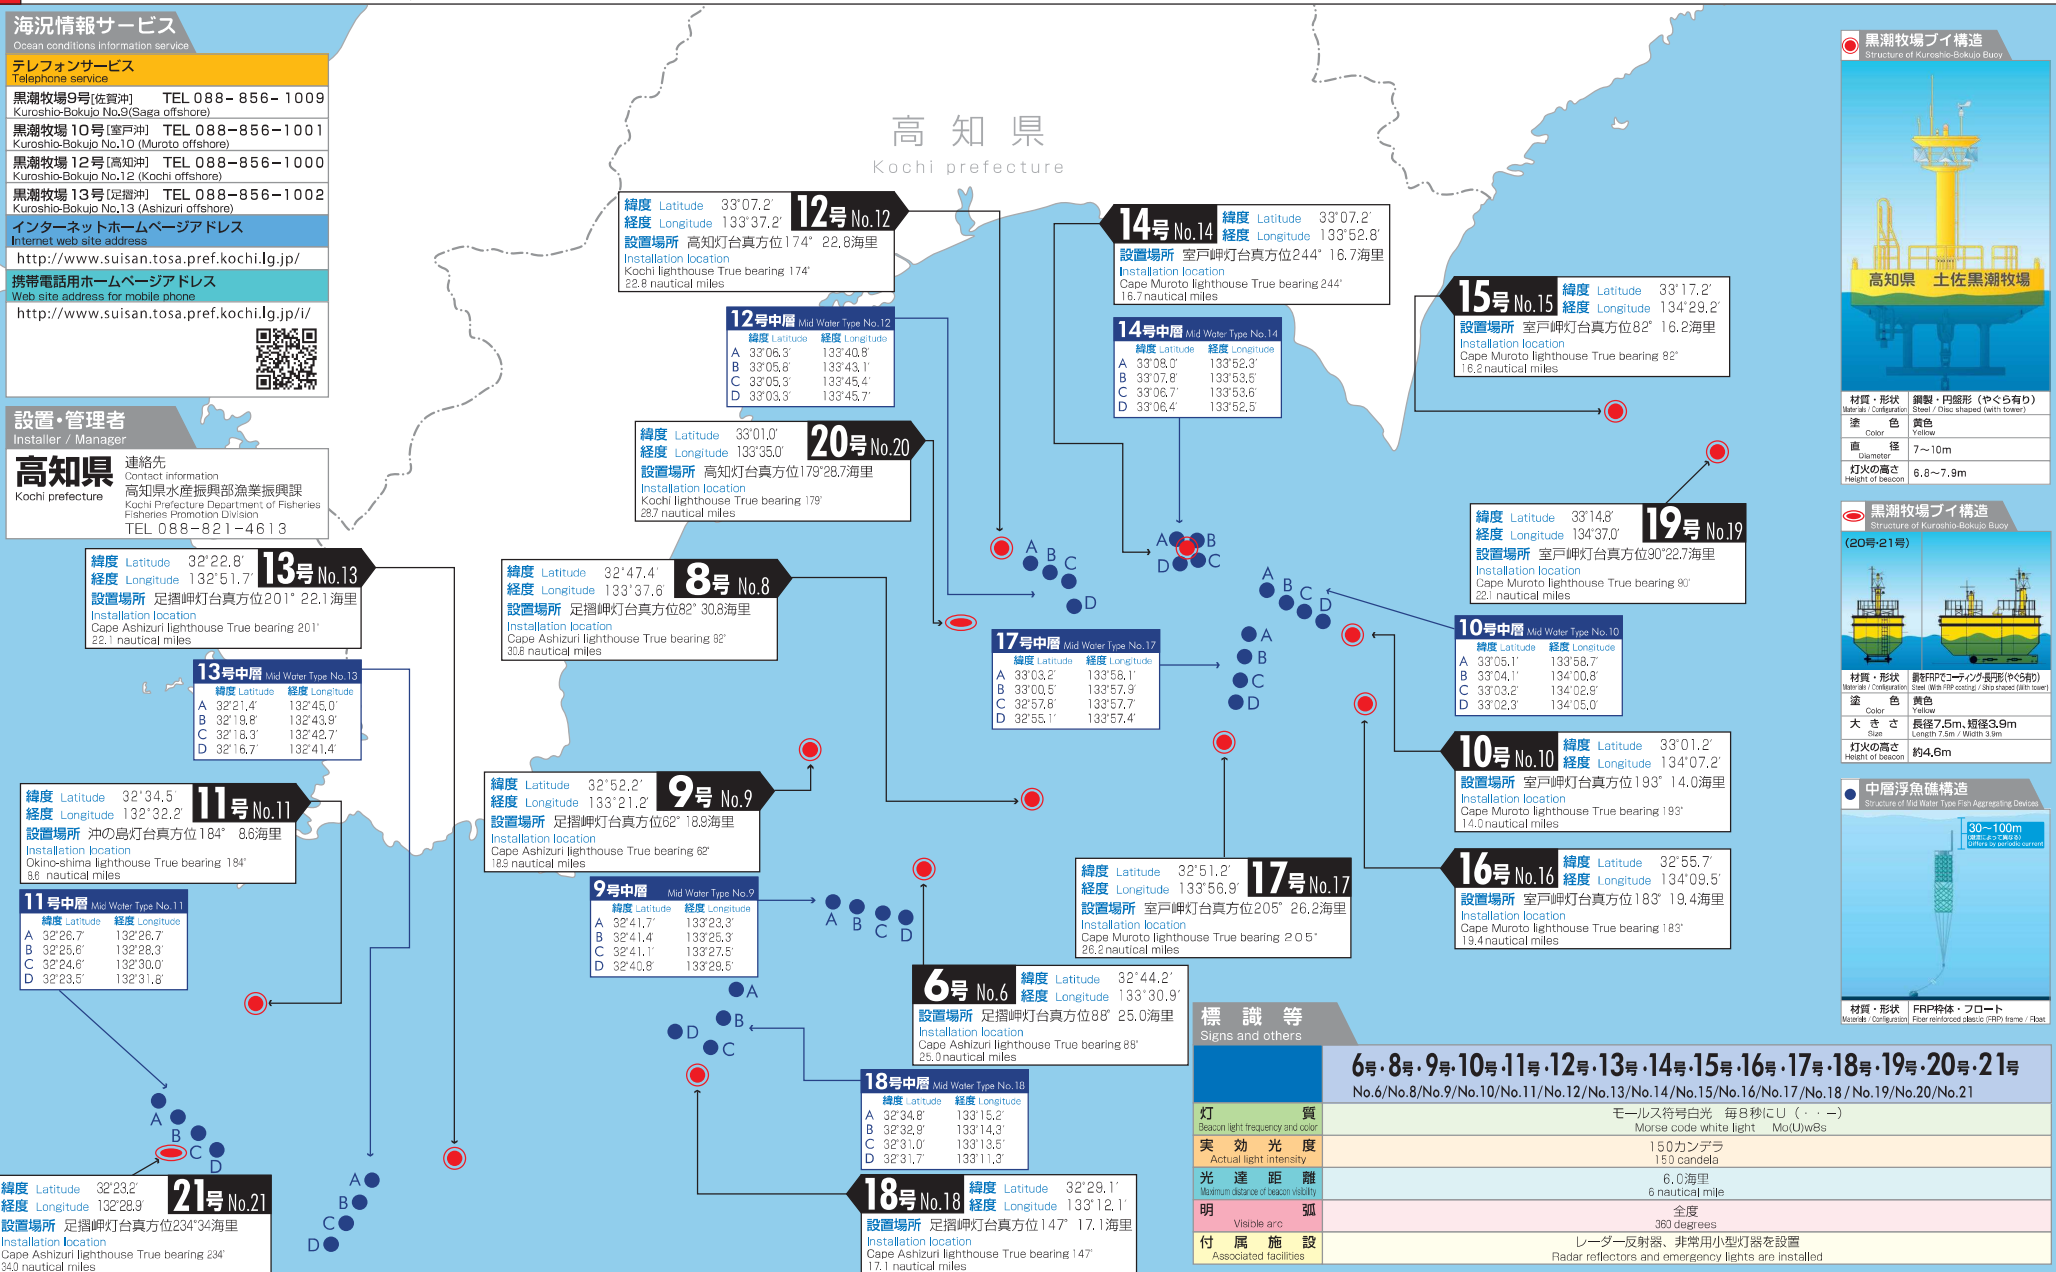 海況情報サービス
Ocean conditions information service
テレフォンサービス
Telephone service
黒潮牧場9号[佐賀沖] TEL 088-856-1009
Kuroshio-Bokujo No.9(Saga offshore)
黒潮牧場10号[室戸沖] TEL 088-856-1001
Kuroshio-Bokujo No.10 (Muroto offshore)
黒潮牧場12号[高知沖] TEL 088-856-1000
Kuroshio-Bokujo No.12 (Kochi offshore)
黒潮牧場13号[足摺沖] TEL 088-856-1002
Kuroshio-Bokujo No.13 (Ashizuri offshore)
インターネットホームページアドレス
Internet web site address
http://www.suisan.tosa.pref.kochi.lg.jp/
携帯電話用ホームページアドレス
Web site address for mobile phone
http://www.suisan.tosa.pref.kochi.lg.jp/i/
設置・管理者
Installer / Manager
高知県
Kochi prefecture
連絡先
Contact information
高知県水産振興部漁業振興課
Kochi Prefecture Department of Fisheries
Fisheries Promotion Division
TEL 088-821-4613
高知県
Kochi prefecture
緯度 Latitude 33°07.2′
経度 Longitude 133°37.2′
12号 No.12
設置場所 高知灯台真方位174° 22.8海里
Installation location
Kochi lighthouse True bearing 174°
22.8 nautical miles
12号中層 Mid Water Type No.12
緯度 Latitude 経度 Longitude
A 33°06.3′ 133°40.8′
B 33°05.8′ 133°43.1′
C 33°05.3′ 133°45.4′
D 33°03.3′ 133°45.7′
14号 No.14
緯度 Latitude 33°07.2′
経度 Longitude 133°52.8′
設置場所 室戸岬灯台真方位244° 16.7海里
Installation location
Cape Muroto lighthouse True bearing 244°
16.7 nautical miles
14号中層 Mid Water Type No.14
緯度 Latitude 経度 Longitude
A 33°08.0′ 133°52.3′
B 33°07.8′ 133°53.5′
C 33°06.7′ 133°53.6′
D 33°06.4′ 133°52.5′
15号 No.15
緯度 Latitude 33°17.2′
経度 Longitude 134°29.2′
設置場所 室戸岬灯台真方位82° 16.2海里
Installation location
Cape Muroto lighthouse True bearing 82°
16.2 nautical miles
緯度 Latitude 33°01.0′
経度 Longitude 133°35.0′
20号 No.20
設置場所 高知灯台真方位179°28.7海里
Installation location
Kochi lighthouse True bearing 179°
28.7 nautical miles
緯度 Latitude 33°14.8′
経度 Longitude 134°37.0′
19号 No.19
設置場所 室戸岬灯台真方位90°22.7海里
Installation location
Cape Muroto lighthouse True bearing 90°
22.1 nautical miles
緯度 Latitude 32°22.8′
経度 Longitude 132°51.7′
13号 No.13
設置場所 足摺岬灯台真方位201° 22.1海里
Installation location
Cape Ashizuri lighthouse True bearing 201°
22.1 nautical miles
13号中層 Mid Water Type No.13
緯度 Latitude 経度 Longitude
A 32°21.4′ 132°45.0′
B 32°19.8′ 132°43.9′
C 32°18.3′ 132°42.7′
D 32°16.7′ 132°41.4′
緯度 Latitude 32°47.4′
経度 Longitude 133°37.6′
8号 No.8
設置場所 足摺岬灯台真方位82° 30.8海里
Installation location
Cape Ashizuri lighthouse True bearing 82°
30.8 nautical miles
17号中層 Mid Water Type No.17
緯度 Latitude 経度 Longitude
A 33°03.2′ 133°58.1′
B 33°00.5′ 133°57.9′
C 32°57.8′ 133°57.7′
D 32°55.1′ 133°57.4′
10号中層 Mid Water Type No.10
緯度 Latitude 経度 Longitude
A 33°05.1′ 133°58.7′
B 33°04.1′ 134°00.8′
C 33°03.2′ 134°02.9′
D 33°02.3′ 134°05.0′
10号 No.10
緯度 Latitude 33°01.2′
経度 Longitude 134°07.2′
設置場所 室戸岬灯台真方位193° 14.0海里
Installation location
Cape Muroto lighthouse True bearing 193°
14.0 nautical miles
緯度 Latitude 32°34.5′
経度 Longitude 132°32.2′
11号 No.11
設置場所 沖の島灯台真方位184° 8.6海里
Installation location
Okino-shima lighthouse True bearing 184°
8.6 nautical miles
11号中層 Mid Water Type No.11
緯度 Latitude 経度 Longitude
A 32°26.7′ 132°26.7′
B 32°25.6′ 132°28.3′
C 32°24.6′ 132°30.0′
D 32°23.5′ 132°31.8′
緯度 Latitude 32°52.2′
経度 Longitude 133°21.2′
9号 No.9
設置場所 足摺岬灯台真方位62° 18.9海里
Installation location
Cape Ashizuri lighthouse True bearing 62°
18.9 nautical miles
9号中層 Mid Water Type No.9
緯度 Latitude 経度 Longitude
A 32°41.7′ 133°23.3′
B 32°41.4′ 133°25.3′
C 32°41.1′ 133°27.5′
D 32°40.8′ 133°29.5′
緯度 Latitude 32°51.2′
経度 Longitude 133°56.9′
17号 No.17
設置場所 室戸岬灯台真方位205° 26.2海里
Installation location
Cape Muroto lighthouse True bearing 205°
26.2 nautical miles
16号 No.16
緯度 Latitude 32°55.7′
経度 Longitude 134°09.5′
設置場所 室戸岬灯台真方位183° 19.4海里
Installation location
Cape Muroto lighthouse True bearing 183°
19.4 nautical miles
6号 No.6
緯度 Latitude 32°44.2′
経度 Longitude 133°30.9′
設置場所 足摺岬灯台真方位88° 25.0海里
Installation location
Cape Ashizuri lighthouse True bearing 88°
25.0 nautical miles
18号中層 Mid Water Type No.18
緯度 Latitude 経度 Longitude
A 32°34.8′ 133°15.2′
B 32°32.9′ 133°14.3′
C 32°31.0′ 133°13.5′
D 32°31.7′ 133°11.3′
18号 No.18
緯度 Latitude 32°29.1′
経度 Longitude 133°12.1′
設置場所 足摺岬灯台真方位147° 17.1海里
Installation location
Cape Ashizuri lighthouse True bearing 147°
17.1 nautical miles
緯度 Latitude 32°23.2′
経度 Longitude 132°28.9′
21号 No.21
設置場所 足摺岬灯台真方位234°34海里
Installation location
Cape Ashizuri lighthouse True bearing 234°
34.0 nautical miles
A B C D
A B C D
A B C D
A B C D
A B C D
A B C D
A B C D
A B C D
黒潮牧場ブイ構造
Structure of Kuroshio-Bokujo Buoy
高知県 土佐黒潮牧場
材質・形状 鋼製・円盤形（やぐら有り）
Materials / Configuration Steel / Disc shaped (with tower)
塗色 黄色
Color Yellow
直径 7〜10m
Diameter
灯火の高さ 6.8〜7.9m
Height of beacon
黒潮牧場ブイ構造
Structure of Kuroshio-Bokujo Buoy
(20号・21号)
材質・形状 鋼をFRPでコーティング・長円形(やぐら有り)
Materials / Configuration Steel (With FRP coating) / Ship shaped (With tower)
塗色 黄色
Color Yellow
大きさ 長径7.5m、短径3.9m
Size Length 7.5m / Width 3.9m
灯火の高さ 約4.6m
Height of beacon
中層浮魚礁構造
Structure of Mid Water Type Fish Aggregating Devices
30〜100m
Differs by periodic current
材質・形状 FRP枠体・フロート
Materials / Configuration Fiber reinforced plastic (FRP) frame / Float
標識等
Signs and others
6号・8号・9号・10号・11号・12号・13号・14号・15号・16号・17号・18号・19号・20号・21号
No.6/No.8/No.9/No.10/No.11/No.12/No.13/No.14/No.15/No.16/No.17/No.18/No.19/No.20/No.21
灯質 モールス符号白光 毎8秒にU（・・−）
Beacon light frequency and color Morse code white light Mo(U)w8s
実効光度 150カンデラ
Actual light intensity 150 candela
光達距離 6.0海里
Maximum distance of beacon visibility 6 nautical mile
明弧 全度
Visible arc 360 degrees
付属施設 レーダー反射器、非常用小型灯器を設置
Associated facilities Radar reflectors and emergency lights are installed